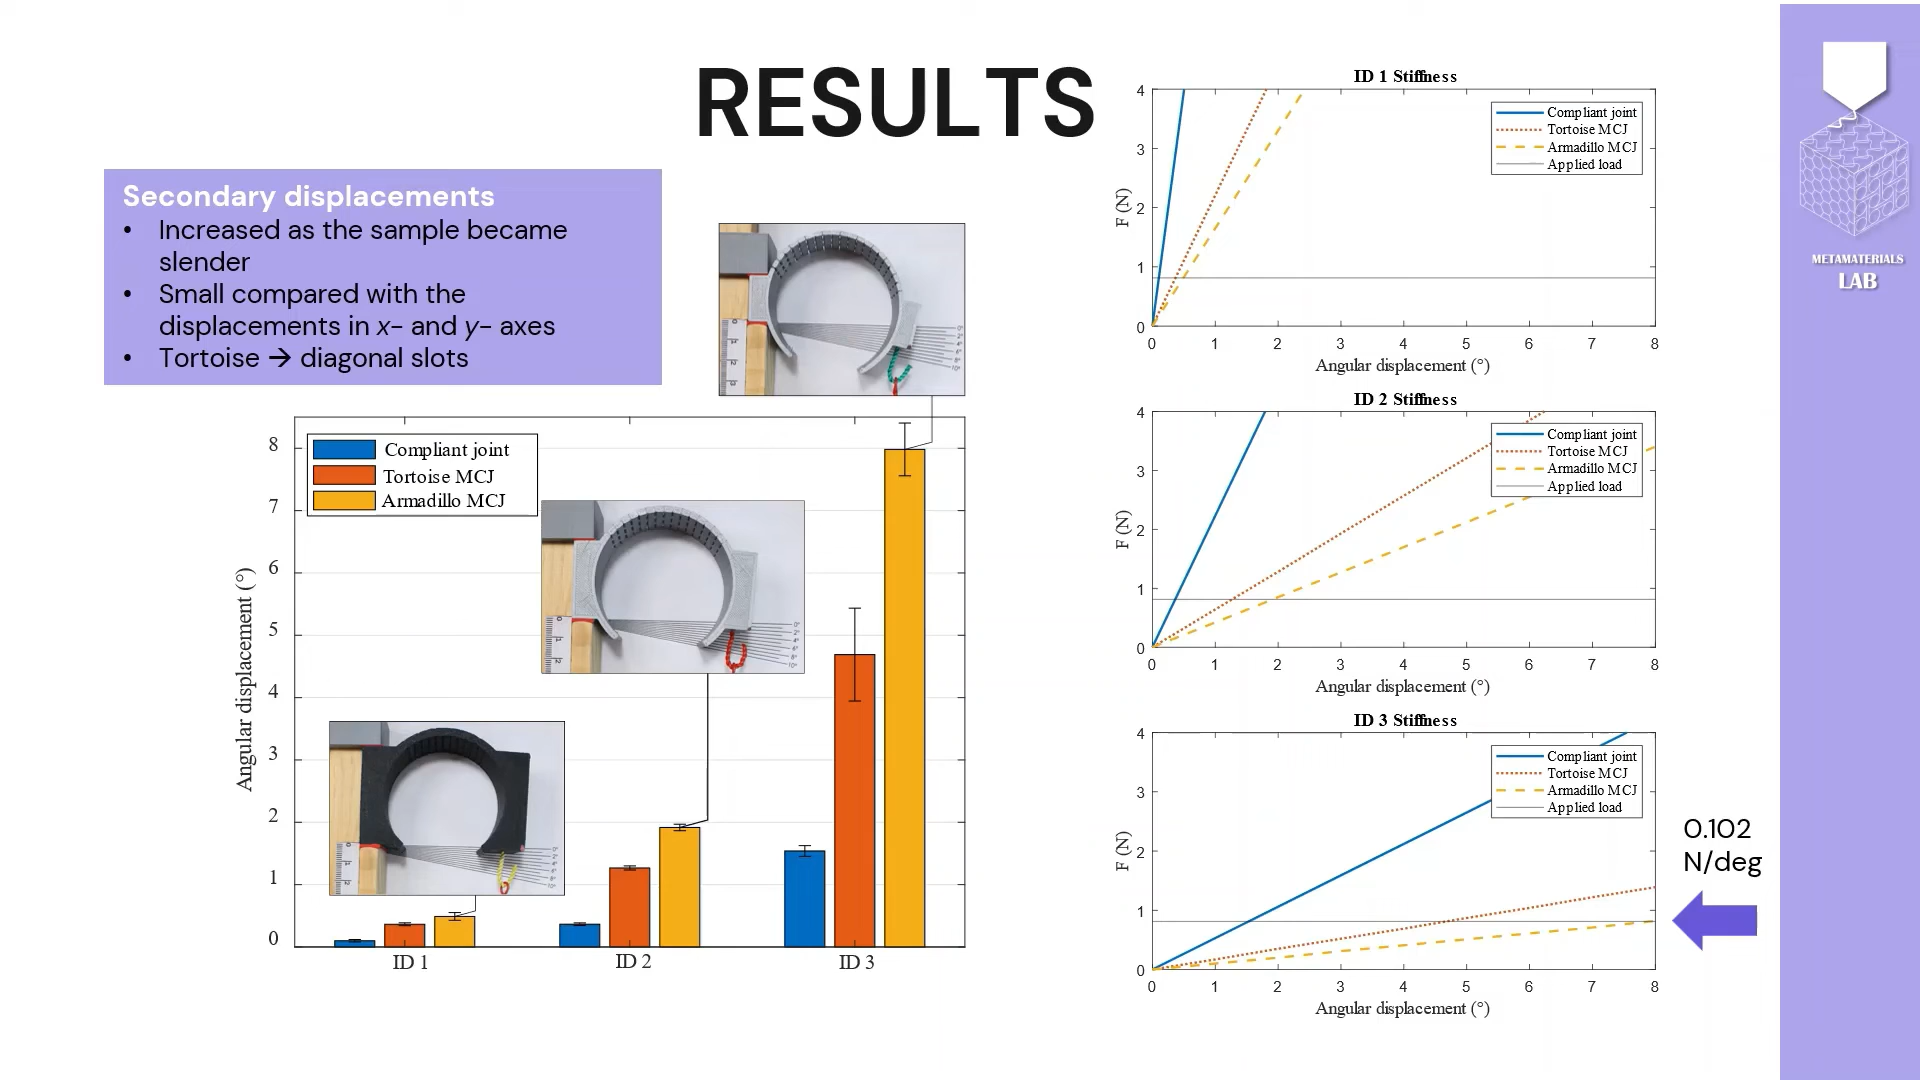 RESULTS
Secondary displacements
• Increased as the sample became
slender
• Small compared with the
displacements in x- and y- axes
• Tortoise → diagonal slots
Compliant joint
Tortoise MCJ
Armadillo MCJ
Angular displacement (°)
8
7
6
5
4
3
2
1
0
ID 1
ID 2
ID 3
ID 1 Stiffness
Compliant joint
Tortoise MCJ
Armadillo MCJ
Applied load
F (N)
4
3
2
1
0
0 1 2 3 4 5 6 7 8
Angular displacement (°)
ID 2 Stiffness
Compliant joint
Tortoise MCJ
Armadillo MCJ
Applied load
F (N)
4
3
2
1
0
0 1 2 3 4 5 6 7 8
Angular displacement (°)
ID 3 Stiffness
Compliant joint
Tortoise MCJ
Armadillo MCJ
Applied load
F (N)
4
3
2
1
0
0 1 2 3 4 5 6 7 8
Angular displacement (°)
0.102
N/deg
METAMATERIALS
LAB